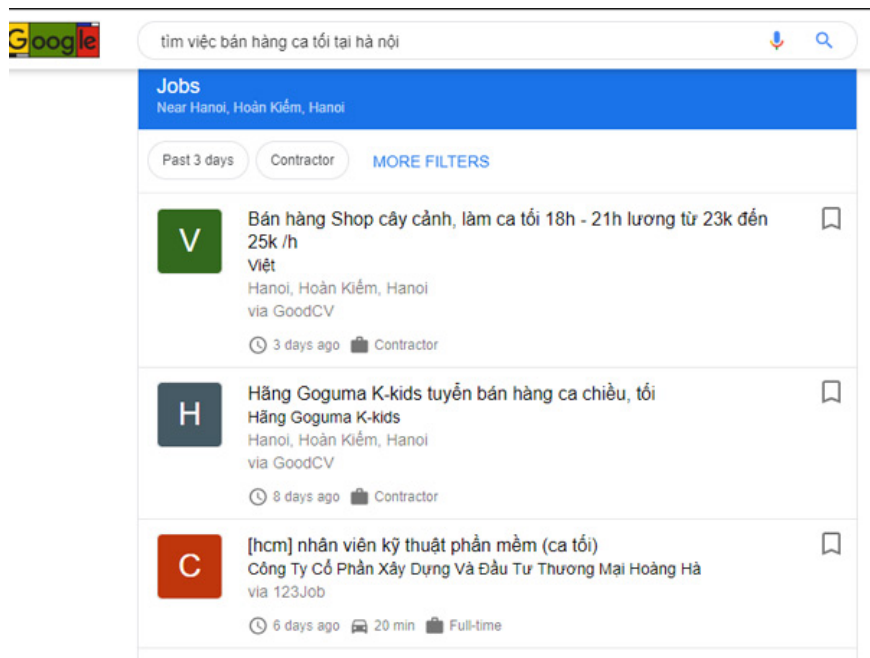 Google
tìm việc bán hàng ca tối tại hà nội
Jobs
Near Hanoi, Hoàn Kiếm, Hanoi
Past 3 days
Contractor
MORE FILTERS
V
Bán hàng Shop cây cảnh, làm ca tối 18h - 21h lương từ 23k đến
25k /h
Việt
Hanoi, Hoàn Kiếm, Hanoi
via GoodCV
3 days ago Contractor
H
Hãng Goguma K-kids tuyển bán hàng ca chiều, tối
Hãng Goguma K-kids
Hanoi, Hoàn Kiếm, Hanoi
via GoodCV
8 days ago Contractor
C
[hcm] nhân viên kỹ thuật phần mềm (ca tối)
Công Ty Cổ Phần Xây Dựng Và Đầu Tư Thương Mại Hoàng Hà
via 123Job
6 days ago 20 min Full-time